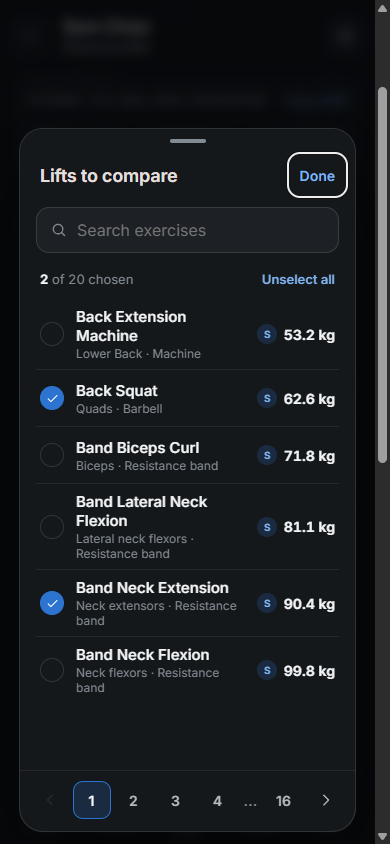 Lifts to compare
Done
Search exercises
2 of 20 chosen
Unselect all
Back Extension
Machine
Lower Back · Machine
S 53.2 kg
Back Squat
Quads · Barbell
S 62.6 kg
Band Biceps Curl
Biceps · Resistance band
S 71.8 kg
Band Lateral Neck
Flexion
Lateral neck flexors ·
Resistance band
S 81.1 kg
Band Neck Extension
Neck extensors · Resistance
band
S 90.4 kg
Band Neck Flexion
Neck flexors · Resistance
band
S 99.8 kg
1 2 3 4 ... 16